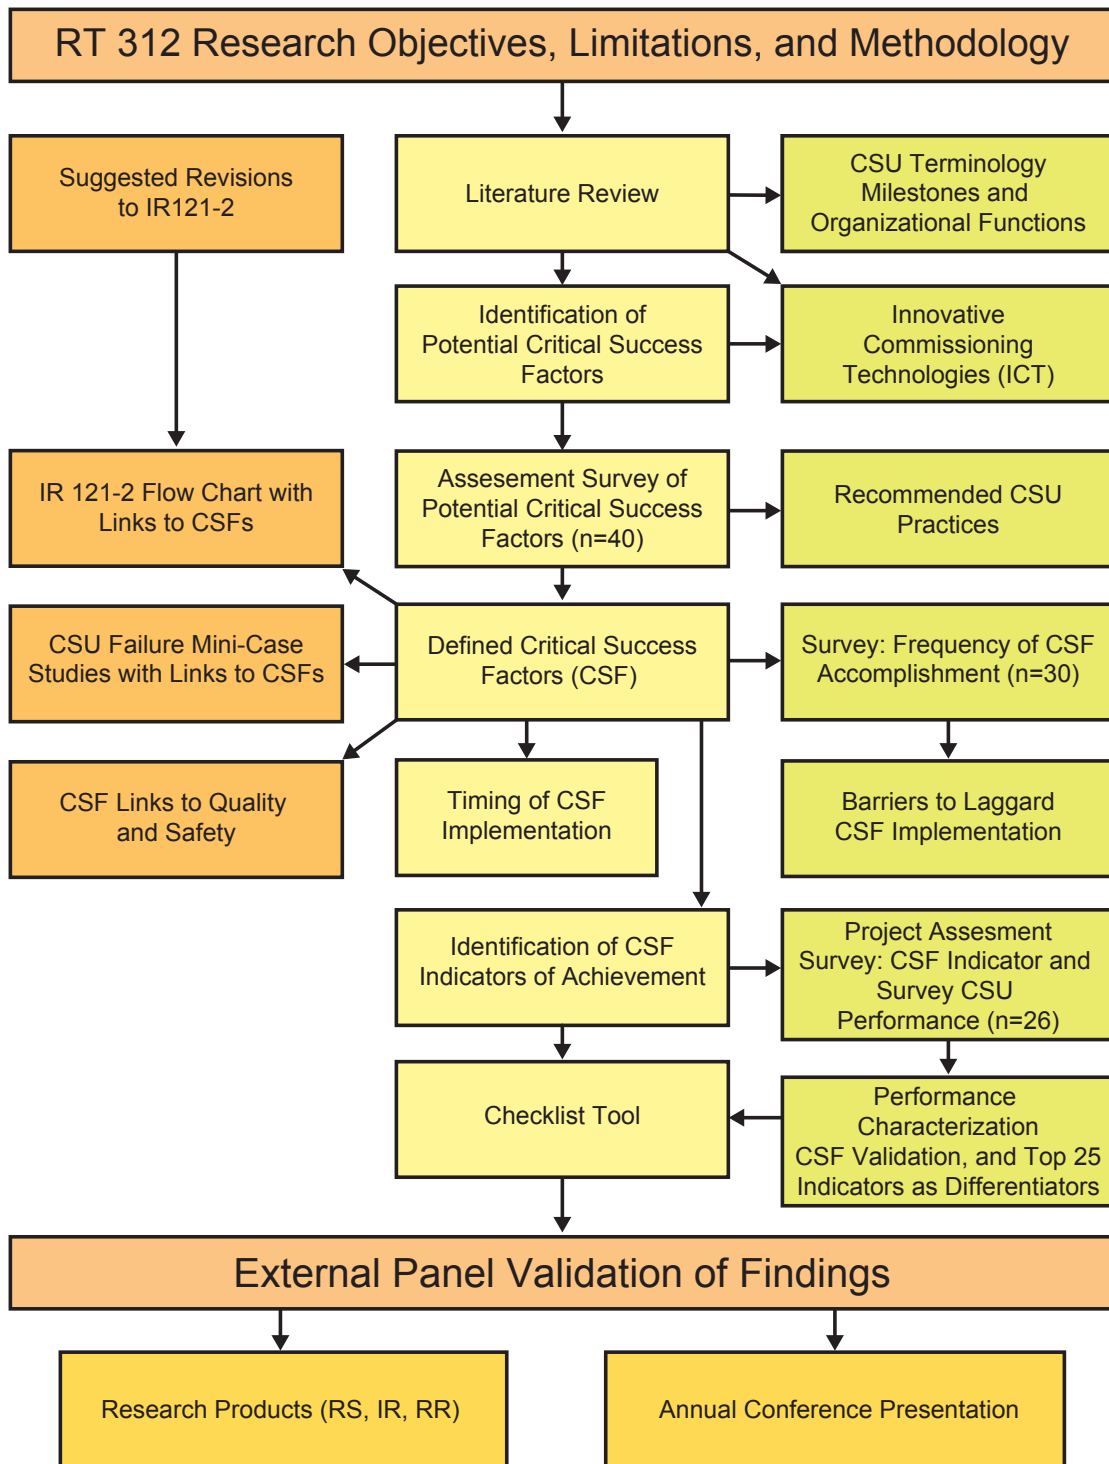 RT 312 Research Objectives, Limitations, and Methodology
Suggested Revisions
to IR121-2
Literature Review
CSU Terminology
Milestones and
Organizational Functions
Identification of
Potential Critical Success
Factors
Innovative
Commissioning
Technologies (ICT)
IR 121-2 Flow Chart with
Links to CSFs
Assesement Survey of
Potential Critical Success
Factors (n=40)
Recommended CSU
Practices
CSU Failure Mini-Case
Studies with Links to CSFs
Defined Critical Success
Factors (CSF)
Survey: Frequency of CSF
Accomplishment (n=30)
CSF Links to Quality
and Safety
Timing of CSF
Implementation
Barriers to Laggard
CSF Implementation
Identification of CSF
Indicators of Achievement
Project Assesment
Survey: CSF Indicator and
Survey CSU
Performance (n=26)
Checklist Tool
Performance
Characterization
CSF Validation, and Top 25
Indicators as Differentiators
External Panel Validation of Findings
Research Products (RS, IR, RR)
Annual Conference Presentation